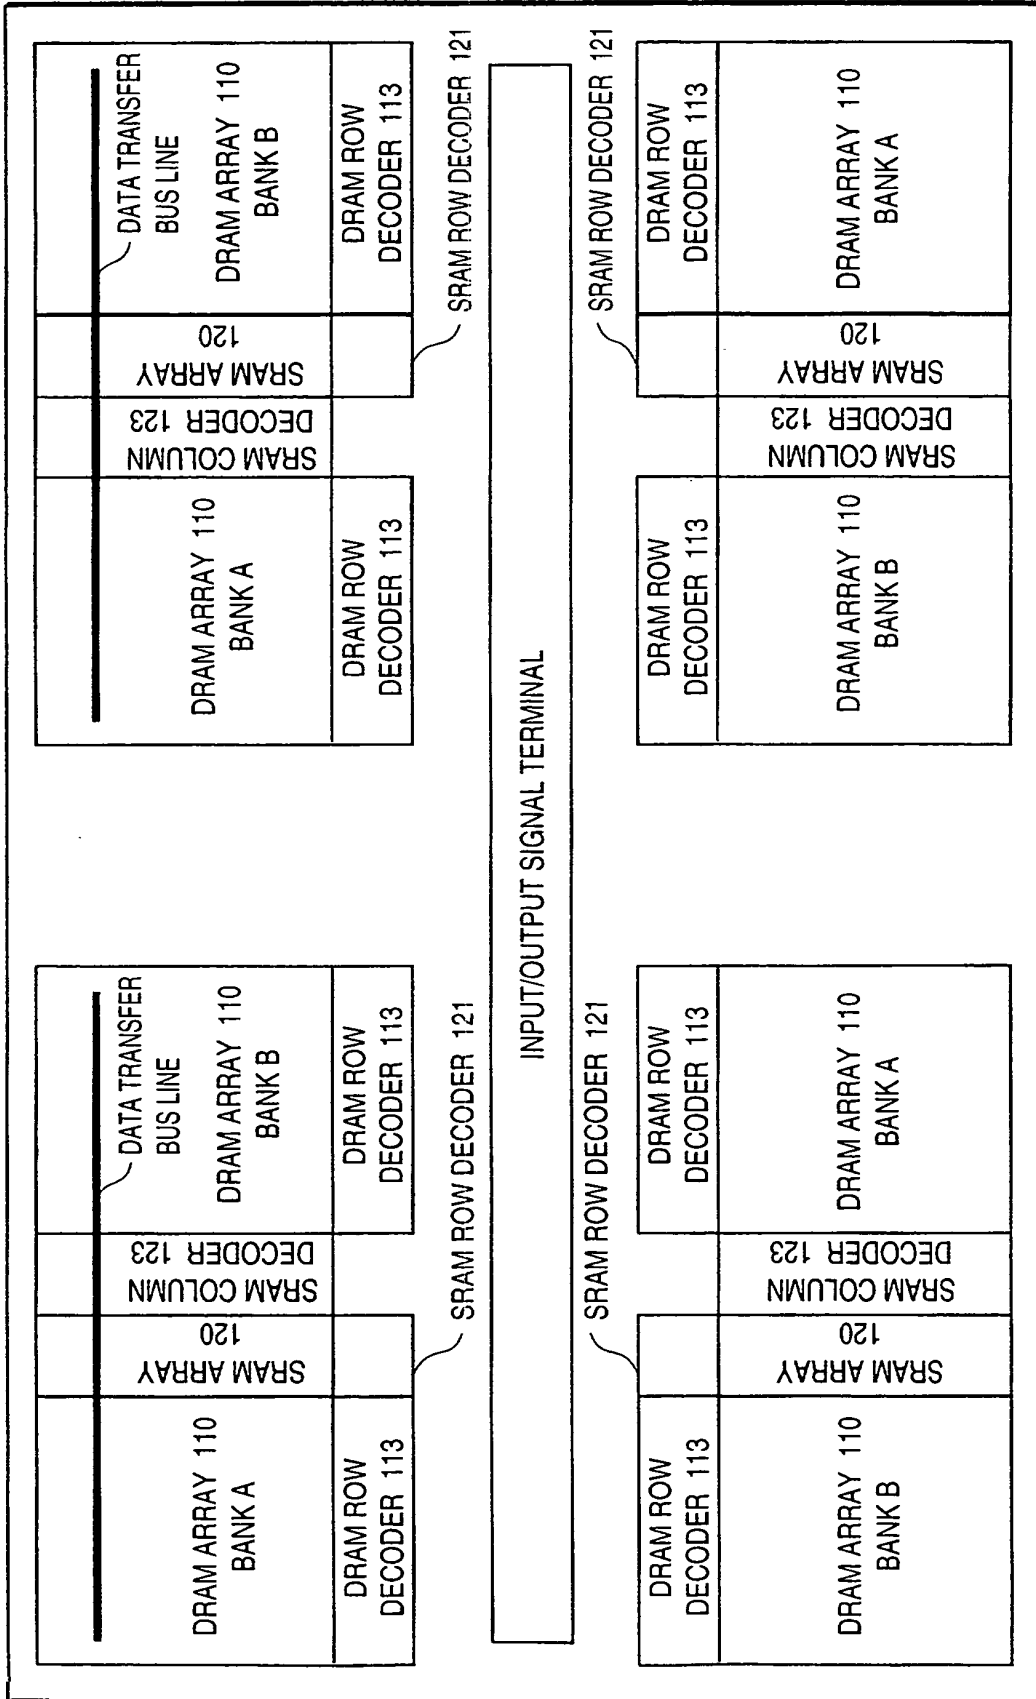 DRAM ARRAY 110
BANK A
DRAM ROW
DECODER 113
SRAM ARRAY
120
SRAM COLUMN
DECODER 123
DATA TRANSFER
BUS LINE
DRAM ARRAY 110
BANK B
DRAM ROW
DECODER 113
SRAM ROW DECODER 121
DRAM ARRAY 110
BANK A
DRAM ROW
DECODER 113
SRAM COLUMN
DECODER 123
SRAM ARRAY
120
DATA TRANSFER
BUS LINE
DRAM ARRAY 110
BANK B
DRAM ROW
DECODER 113
SRAM ROW DECODER 121
INPUT/OUTPUT SIGNAL TERMINAL
SRAM ROW DECODER 121
DRAM ROW
DECODER 113
DRAM ARRAY 110
BANK B
SRAM ARRAY
120
SRAM COLUMN
DECODER 123
DRAM ROW
DECODER 113
DRAM ARRAY 110
BANK A
SRAM ROW DECODER 121
DRAM ROW
DECODER 113
DRAM ARRAY 110
BANK B
SRAM COLUMN
DECODER 123
SRAM ARRAY
120
DRAM ROW
DECODER 113
DRAM ARRAY 110
BANK A